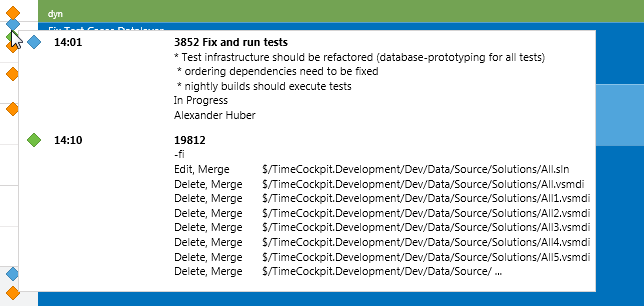 dyn
14:01 3852 Fix and run tests
* Test infrastructure should be refactored (database-prototyping for all tests)
* ordering dependencies need to be fixed
* nightly builds should execute tests
In Progress
Alexander Huber
14:10 19812
-fi
Edit, Merge $/TimeCockpit.Development/Dev/Data/Source/Solutions/All.sln
Delete, Merge $/TimeCockpit.Development/Dev/Data/Source/Solutions/All.vsmdi
Delete, Merge $/TimeCockpit.Development/Dev/Data/Source/Solutions/All1.vsmdi
Delete, Merge $/TimeCockpit.Development/Dev/Data/Source/Solutions/All2.vsmdi
Delete, Merge $/TimeCockpit.Development/Dev/Data/Source/Solutions/All3.vsmdi
Delete, Merge $/TimeCockpit.Development/Dev/Data/Source/Solutions/All4.vsmdi
Delete, Merge $/TimeCockpit.Development/Dev/Data/Source/Solutions/All5.vsmdi
Delete, Merge $/TimeCockpit.Development/Dev/Data/Source/ ...